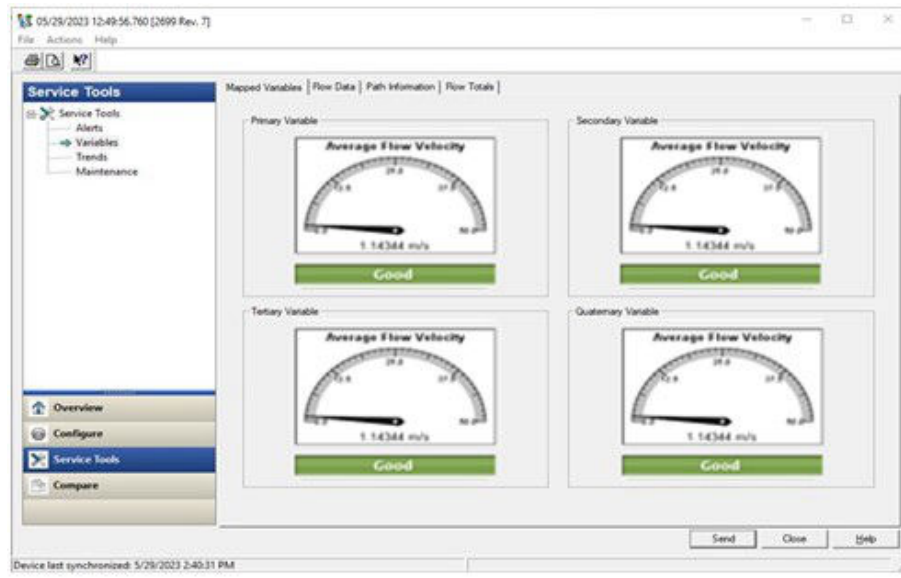 05/29/2023 12:49:56.760 [2699 Rev. 7]
File Actions Help
Service Tools
Service Tools
Alerts
Variables
Trends
Maintenance
Overview
Configure
Service Tools
Compare
Mapped Variables Flow Data Path Information Flow Totals
Primary Variable
Average Flow Velocity
1.14344 m/s
Good
Secondary Variable
Average Flow Velocity
1.14344 m/s
Good
Tertiary Variable
Average Flow Velocity
1.14344 m/s
Good
Quaternary Variable
Average Flow Velocity
1.14344 m/s
Good
Send Close Help
Device last synchronized: 5/29/2023 2:40:31 PM